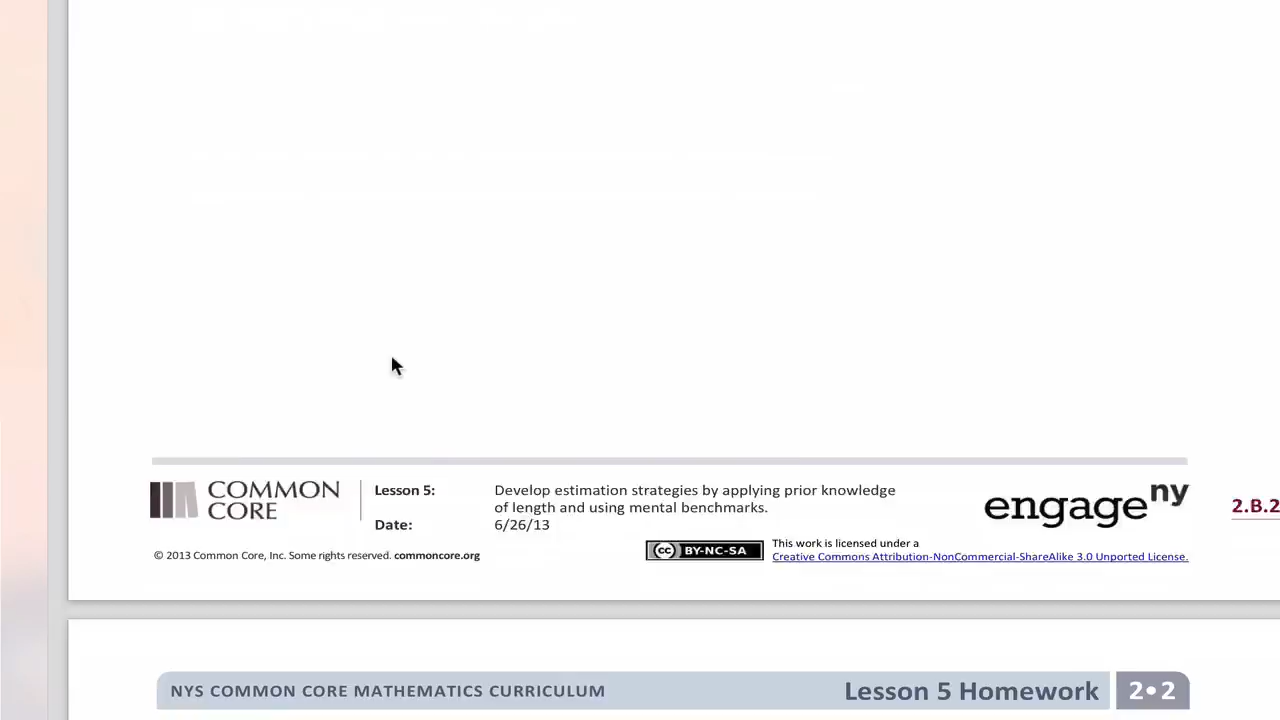 COMMON
CORE
Lesson 5:
Develop estimation strategies by applying prior knowledge
of length and using mental benchmarks.
Date:
6/26/13
engageny
2.B.2
© 2013 Common Core, Inc. Some rights reserved. commoncore.org
cc BY-NC-SA
This work is licensed under a
Creative Commons Attribution-NonCommercial-ShareAlike 3.0 Unported License.
NYS COMMON CORE MATHEMATICS CURRICULUM
Lesson 5 Homework
2•2